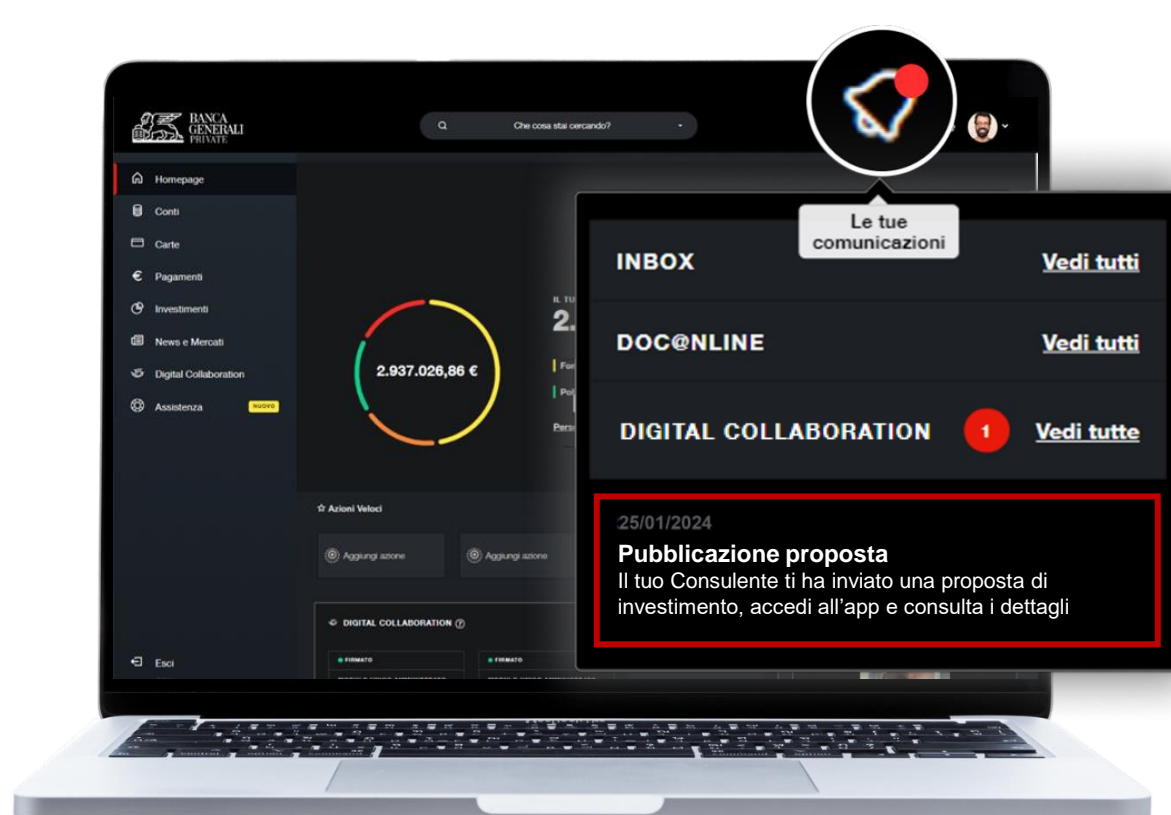 BANCA
GENERALI
PRIVATE
Che cosa stai cercando?
Homepage
Conti
Carte
Pagamenti
Investimenti
News e Mercati
Digital Collaboration
Assistenza
NUOVO
Esci
2.937.026,86 €
IL TU
2.
Azioni Veloci
Aggiungi azione
Aggiungi azione
DIGITAL COLLABORATION
FIRMATO
FIRMATO
Le tue
comunicazioni
INBOX
Vedi tutti
DOC@NLINE
Vedi tutti
DIGITAL COLLABORATION
1
Vedi tutte
25/01/2024
Pubblicazione proposta
Il tuo Consulente ti ha inviato una proposta di
investimento, accedi all'app e consulta i dettagli